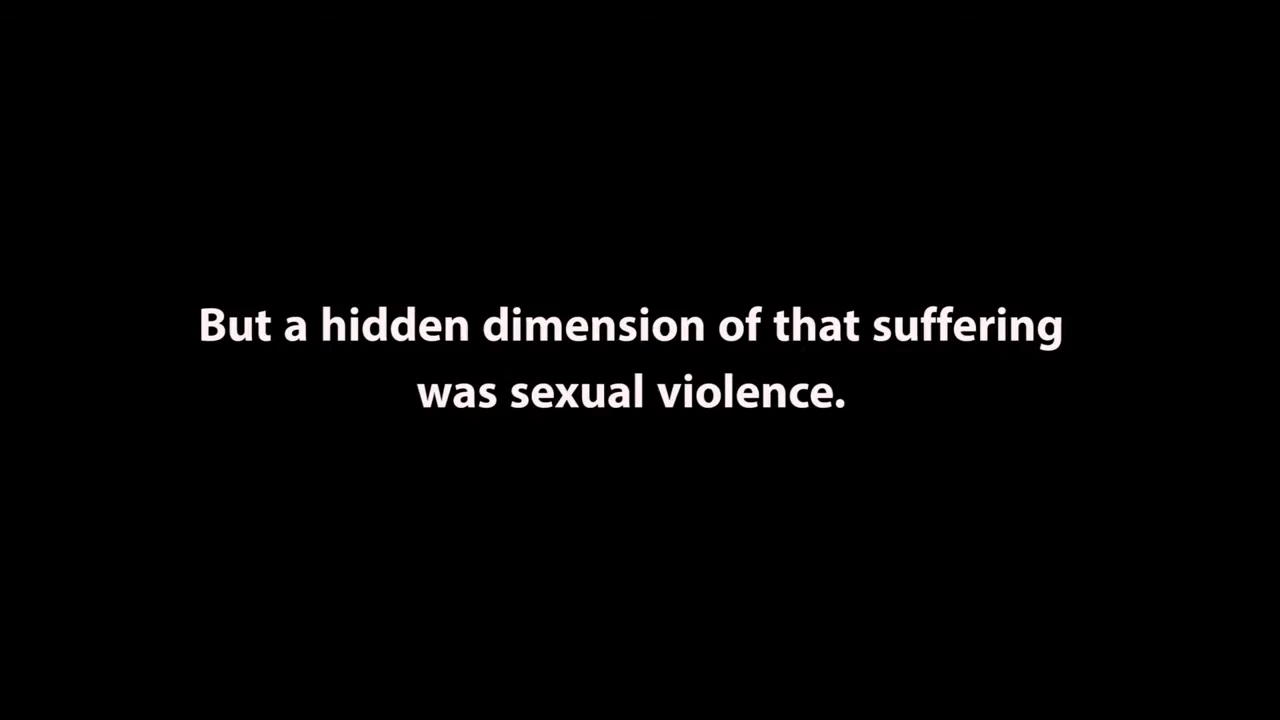 But a hidden dimension of that suffering
was sexual violence.